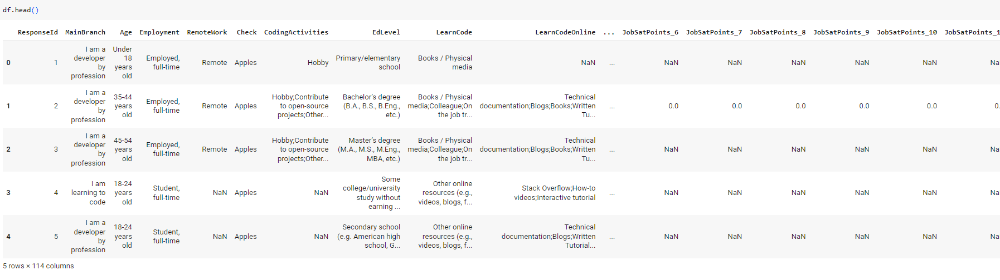 df.head()
ResponseId MainBranch Age Employment RemoteWork Check CodingActivities EdLevel LearnCode LearnCodeOnline ... JobSatPoints_6 JobSatPoints_7 JobSatPoints_8 JobSatPoints_9 JobSatPoints_10 JobSatPoints_1
0 1 I am a developer by profession Under 18 years old Employed, full-time Remote Apples Hobby Primary/elementary school Books / Physical media NaN ... NaN NaN NaN NaN NaN Na
1 2 I am a developer by profession 35-44 years old Employed, full-time Remote Apples Hobby;Contribute to open-source projects;Other... Bachelor’s degree (B.A., B.S., B.Eng., etc.) Books / Physical media;Colleague;On the job tr... Technical documentation;Blogs;Books;Written Tu... ... 0.0 0.0 0.0 0.0 0.0 0.
2 3 I am a developer by profession 45-54 years old Employed, full-time Remote Apples Hobby;Contribute to open-source projects;Other... Master’s degree (M.A., M.S., M.Eng., MBA, etc.) Books / Physical media;Colleague;On the job tr... Technical documentation;Blogs;Books;Written Tu... ... NaN NaN NaN NaN NaN Na
3 4 I am learning to code 18-24 years old Student, full-time NaN Apples NaN Some college/university study without earning ... Other online resources (e.g., videos, blogs, f... Stack Overflow;How-to videos;Interactive tutorial ... NaN NaN NaN NaN NaN Na
4 5 I am a developer by profession 18-24 years old Student, full-time NaN Apples NaN Secondary school (e.g. American high school, G... Other online resources (e.g., videos, blogs, f... Technical documentation;Blogs;Written Tutorial... ... NaN NaN NaN NaN NaN Na
5 rows × 114 columns